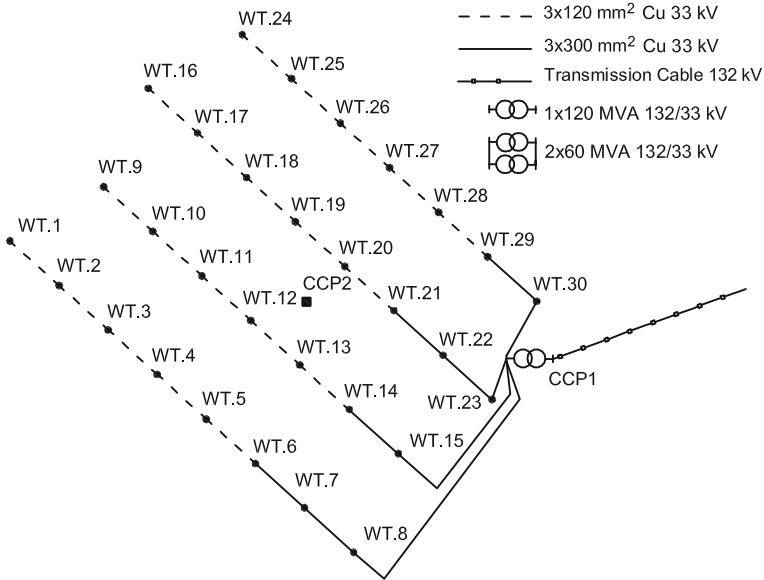 WT.24
3x120 mm² Cu 33 kV
3x300 mm² Cu 33 kV
Transmission Cable 132 kV
1x120 MVA 132/33 kV
2x60 MVA 132/33 kV
WT.25
WT.16
WT.26
WT.17
WT.27
WT.18
WT.9
WT.28
WT.19
WT.10
WT.1
WT.29
WT.20
WT.11
WT.2
CCP2
WT.30
WT.21
WT.12
WT.3
WT.22
WT.13
WT.4
CCP1
WT.23
WT.14
WT.5
WT.15
WT.6
WT.7
WT.8